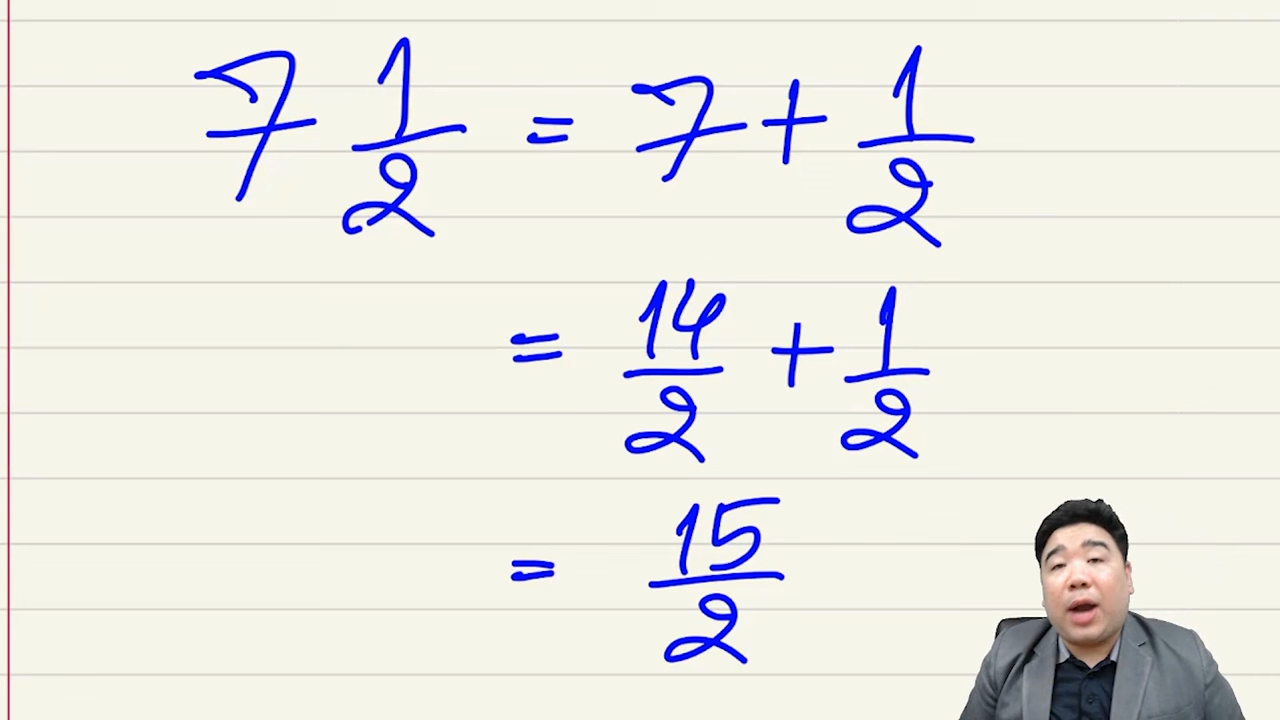 7 1/2 = 7 + 1/2
= 14/2 + 1/2
= 15/2